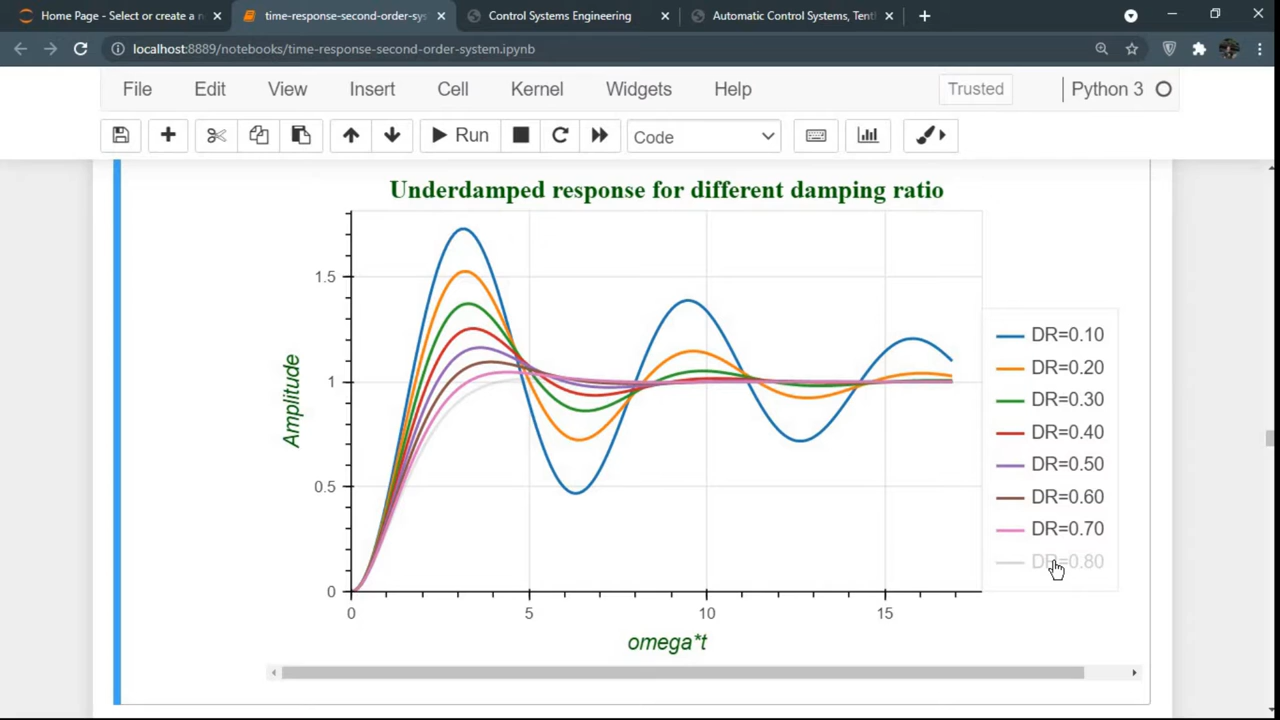 Home Page - Select or create a n
time-response-second-order-sys
Control Systems Engineering
Automatic Control Systems, Tent
localhost:8889/notebooks/time-response-second-order-system.ipynb
File Edit View Insert Cell Kernel Widgets Help Trusted Python 3
Run Code
Underdamped response for different damping ratio
Amplitude
1.5
1
0.5
0
0 5 10 15
omega*t
DR=0.10
DR=0.20
DR=0.30
DR=0.40
DR=0.50
DR=0.60
DR=0.70
DR=0.80